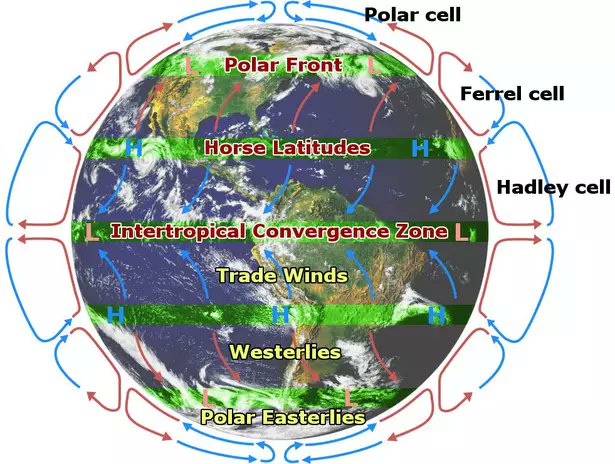 Polar cell
L Polar Front L
Ferrel cell
H Horse Latitudes H
Hadley cell
L Intertropical Convergence Zone L
Trade Winds
H H H
Westerlies
L L
Polar Easterlies